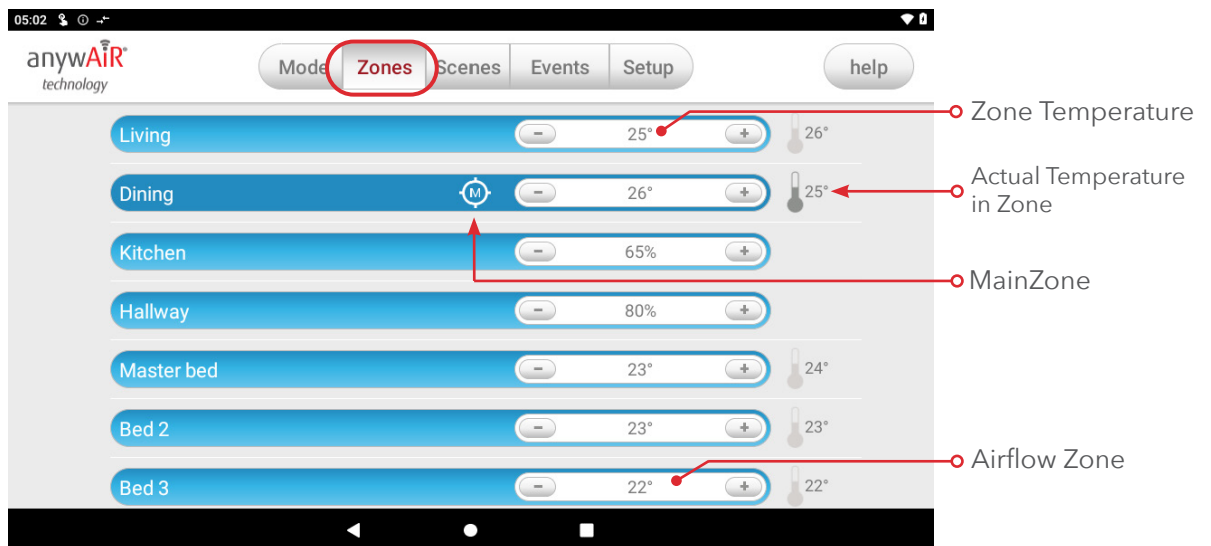 05:02
anywAiR®
technology
Mode Zones Scenes Events Setup
help
Living - 25° + 26°
Zone Temperature
Dining M - 26° + 25°
Actual Temperature
in Zone
Kitchen - 65% +
MainZone
Hallway - 80% +
Master bed - 23° + 24°
Bed 2 - 23° + 23°
Airflow Zone
Bed 3 - 22° + 22°